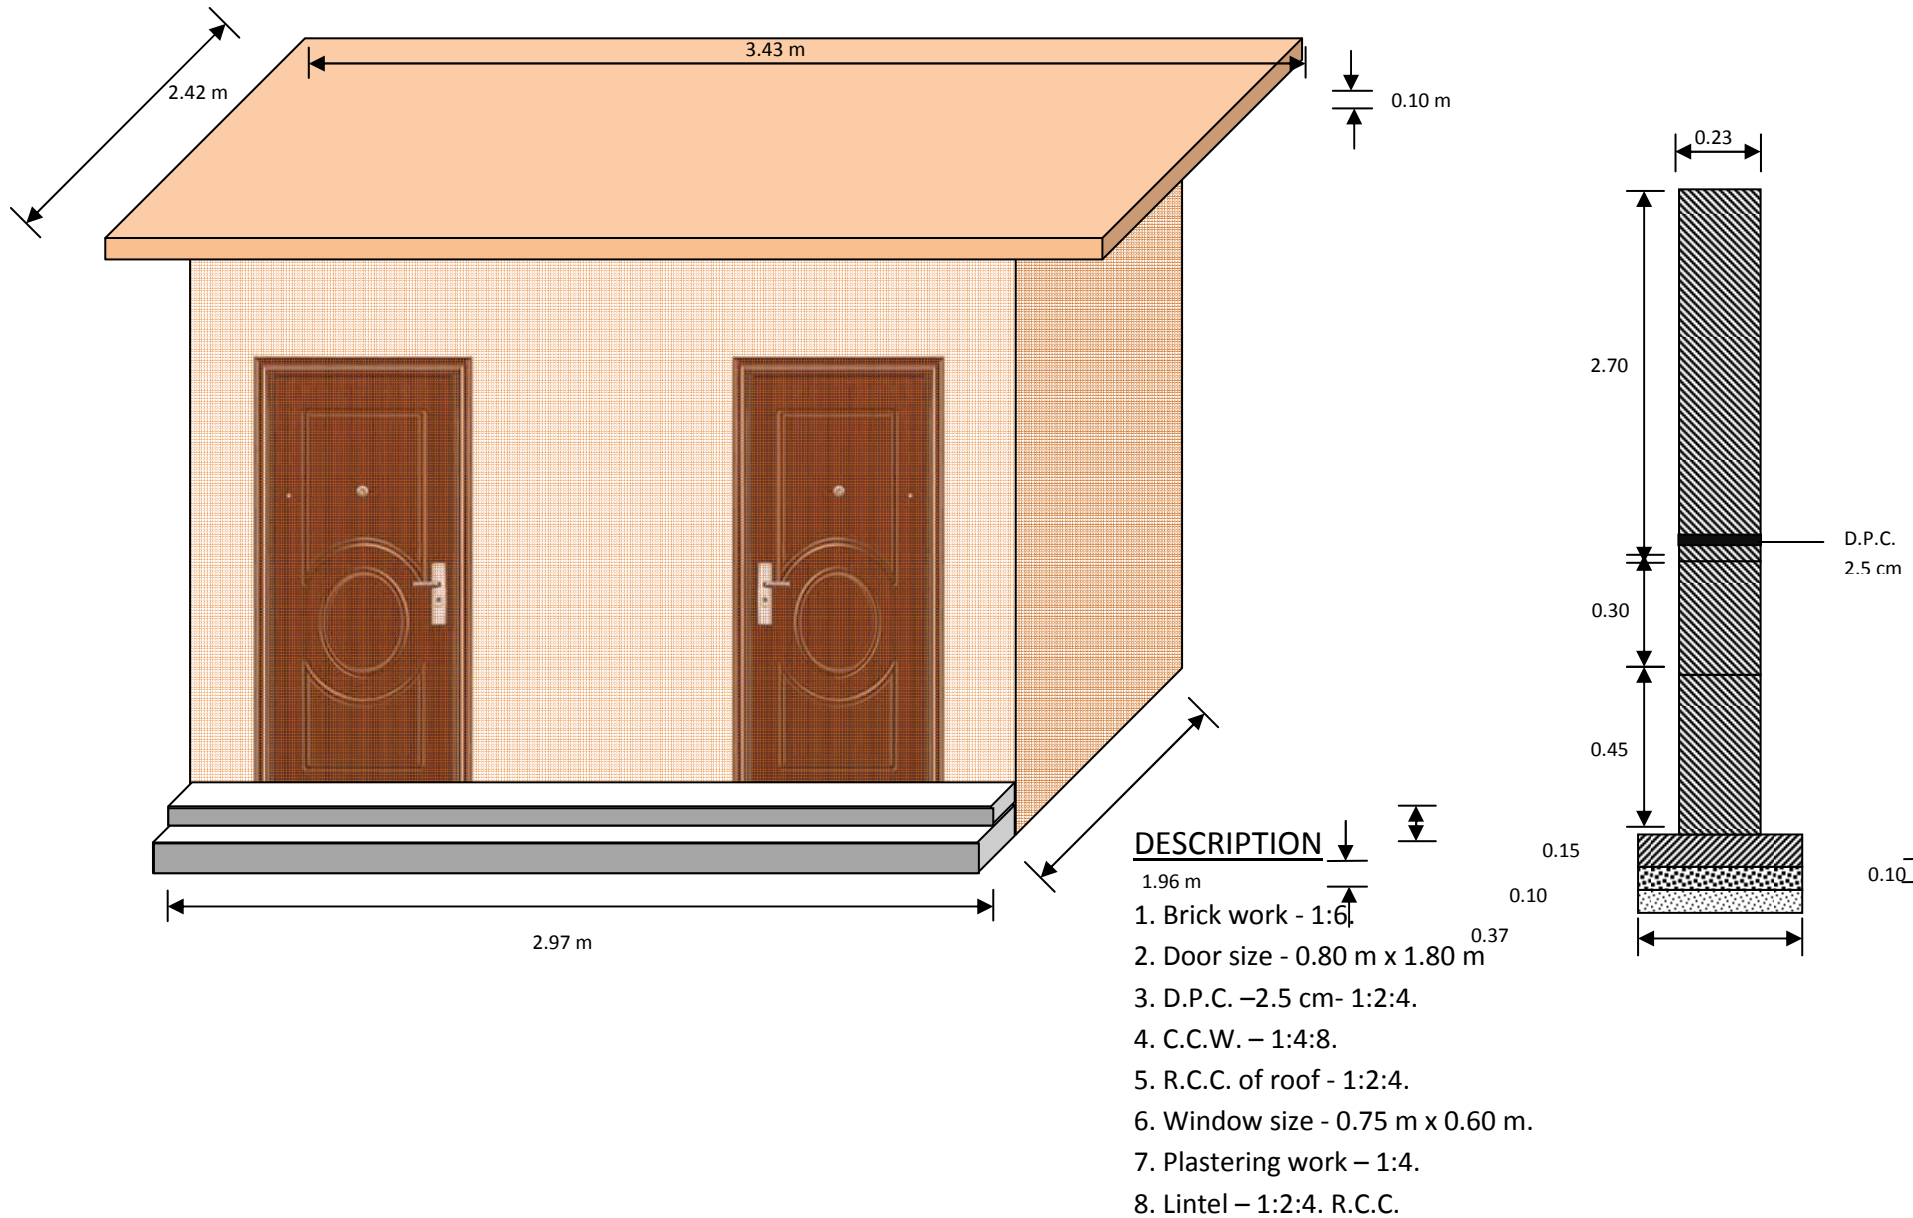 3.43 m
2.42 m
0.10 m
0.23
2.70
D.P.C.
2.5 cm
0.30
0.45
DESCRIPTION
0.15
1.96 m
0.10
0.10
1. Brick work - 1:6.
0.37
2.97 m
2. Door size - 0.80 m x 1.80 m
3. D.P.C. –2.5 cm- 1:2:4.
4. C.C.W. – 1:4:8.
5. R.C.C. of roof - 1:2:4.
6. Window size - 0.75 m x 0.60 m.
7. Plastering work – 1:4.
8. Lintel – 1:2:4. R.C.C.